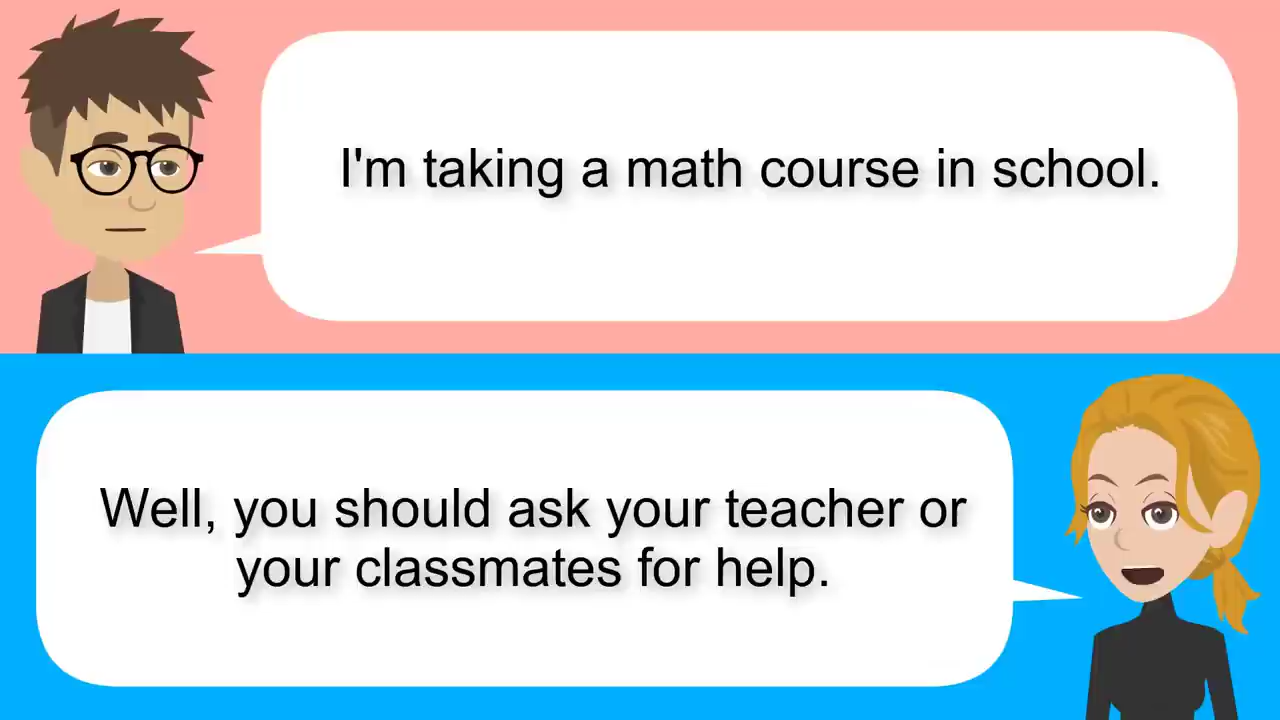 I'm taking a math course in school.
Well, you should ask your teacher or
your classmates for help.